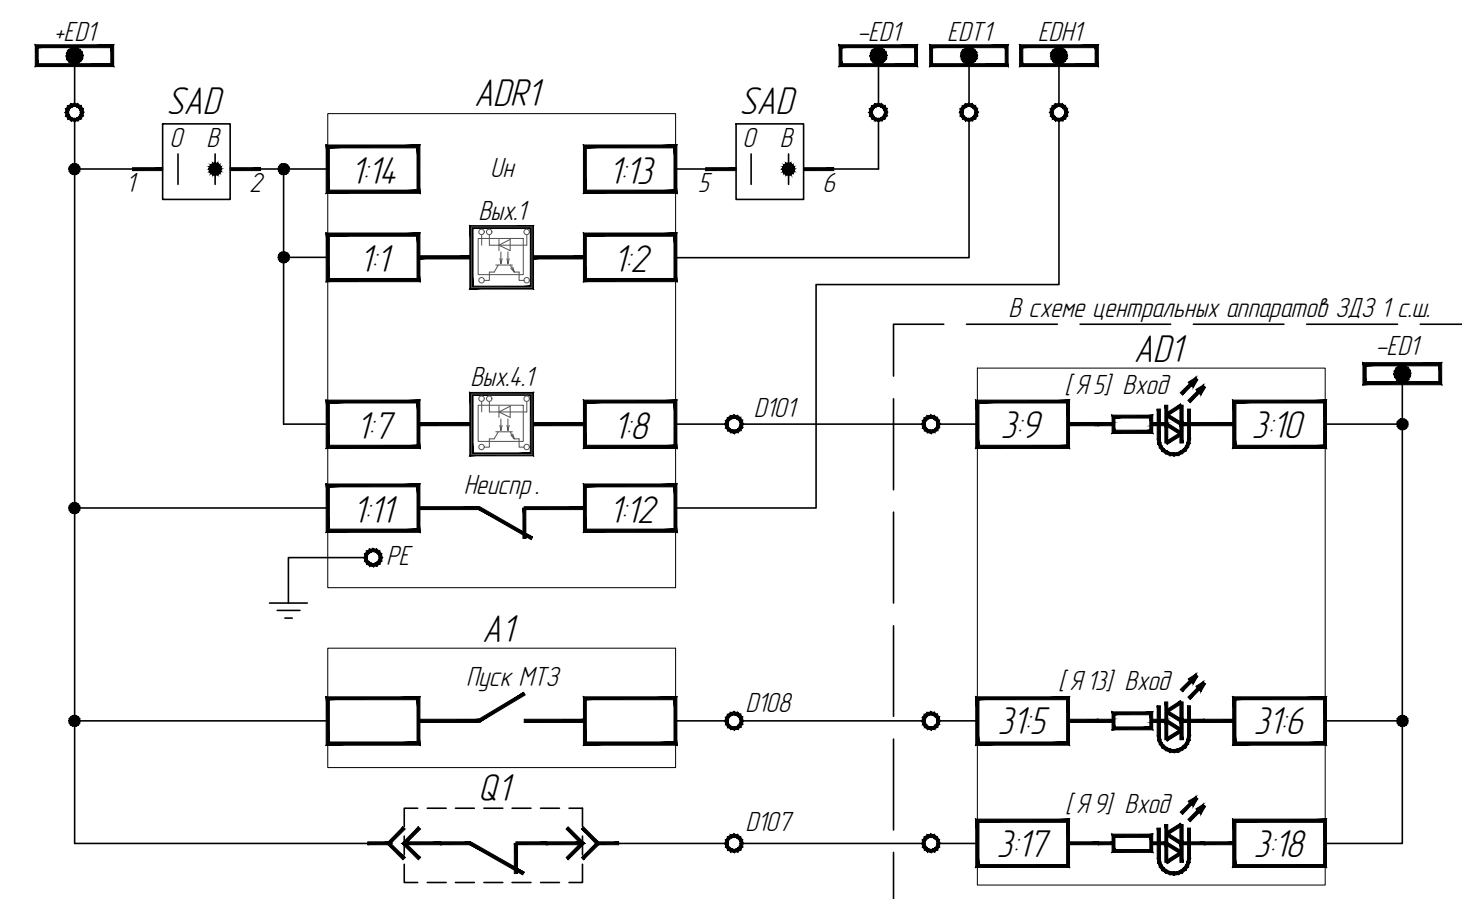 +ED1
-ED1
EDT1
EDH1
SAD
ADR1
SAD
O B
Uн
O B
1 2
1:14
1:13
5 6
Вых.1
1:1
1:2
В схеме центральных аппаратов ЗДЗ 1 с.ш.
AD1
-ED1
Вых.4.1
[Я5] Вход
1:7
1:8
D101
3:9
3:10
Неиспр.
1:11
1:12
PE
A1
Пуск МТЗ
D108
[Я13] Вход
31:5
31:6
Q1
D107
[Я9] Вход
3:17
3:18